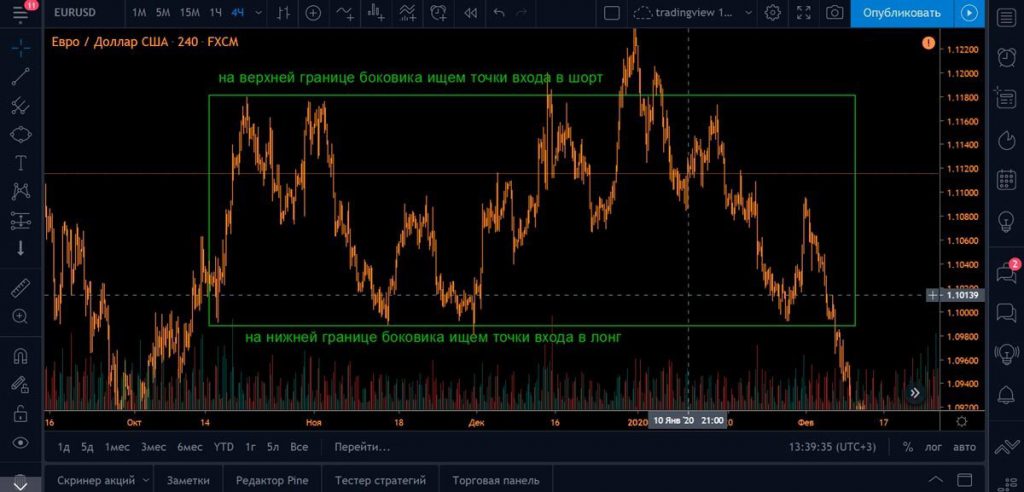 11
EURUSD
1М 5М 15М 1Ч 4Ч
tradingview 1...
Опубликовать
Евро / Доллар США · 240 · FXCM
на верхней границе боковика ищем точки входа в шорт
на нижней границе боковика ищем точки входа в лонг
1.12200
1.12000
1.11800
1.11600
1.11400
1.11200
1.11000
1.10800
1.10600
1.10400
1.10200
1.10139
1.10000
1.09800
1.09600
1.09400
1.09200
2
16 Окт 14 Ноя 18 Дек 16 2020 10 Янв '20 21:00 Фев 17
1д 5д 1мес 3мес 6мес YTD 1г 5л Все Перейти... 13:39:35 (UTC+3) % лог авто
Скринер акций Заметки Редактор Pine Тестер стратегий Торговая панель